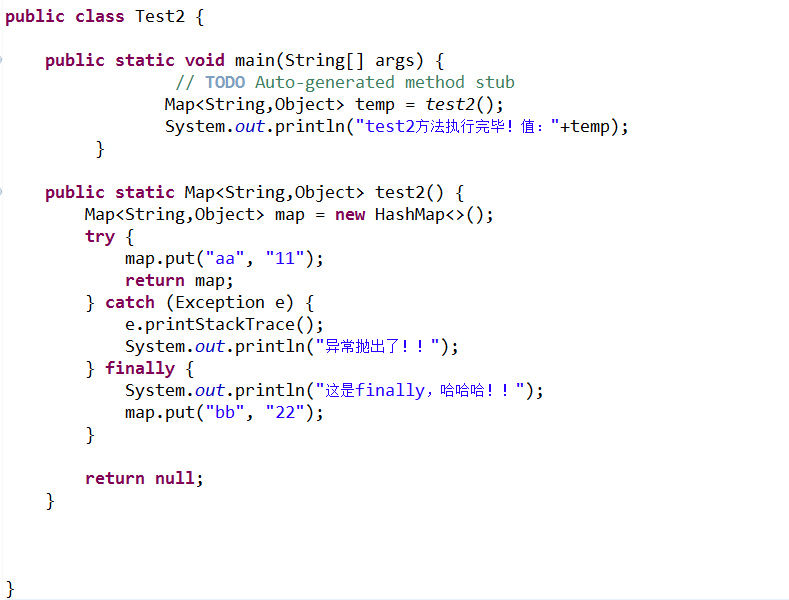 public class Test2 {
public static void main(String[] args) {
// TODO Auto-generated method stub
Map<String,Object> temp = test2();
System.out.println("test2方法执行完毕！值："+temp);
}
public static Map<String,Object> test2() {
Map<String,Object> map = new HashMap<>();
try {
map.put("aa", "11");
return map;
} catch (Exception e) {
e.printStackTrace();
System.out.println("异常抛出了！！");
} finally {
System.out.println("这是finally，哈哈哈！！");
map.put("bb", "22");
}
return null;
}
}